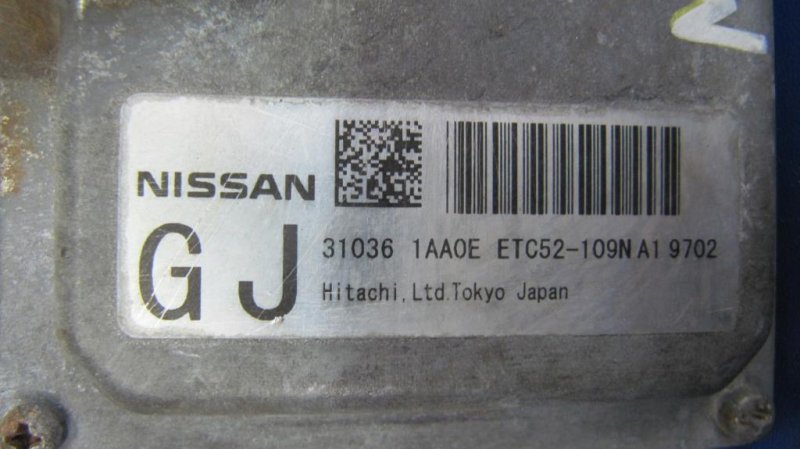 NISSAN
GJ
31036 1AA0E ETC52-109N A1 9702
Hitachi,Ltd.Tokyo Japan